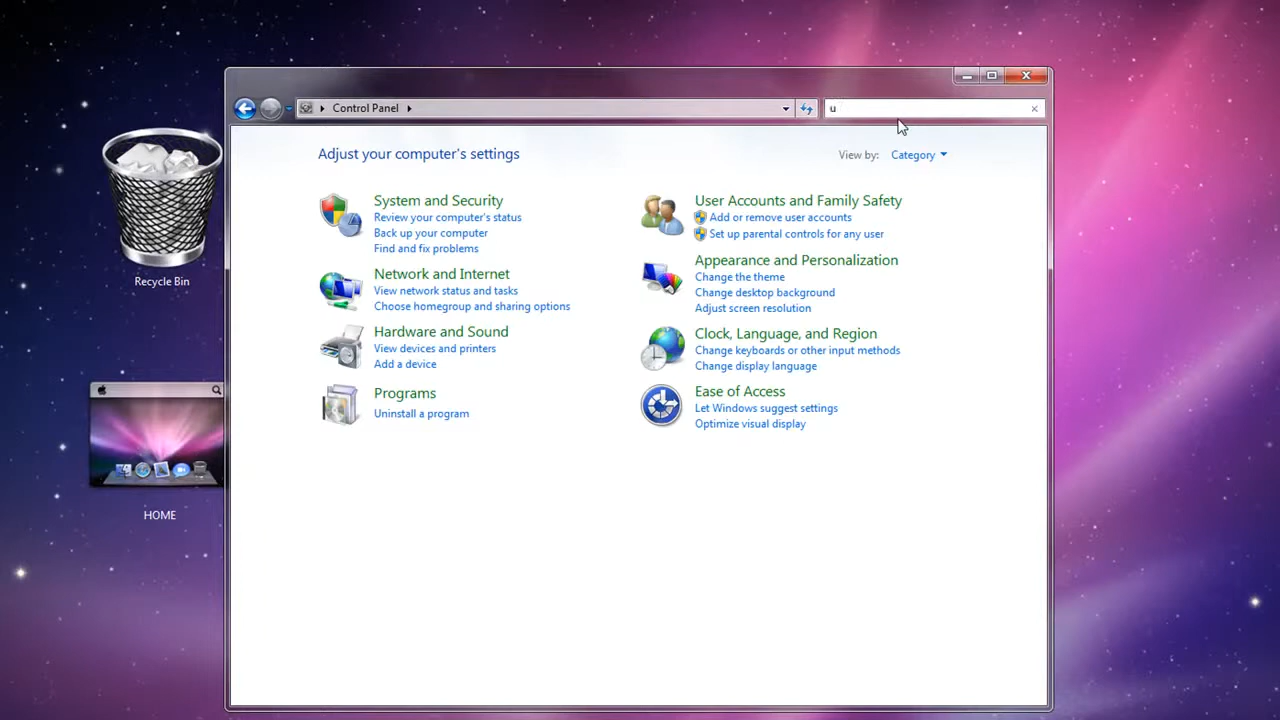 Control Panel
u
Adjust your computer's settings
View by: Category
System and Security
Review your computer's status
Back up your computer
Find and fix problems
Network and Internet
View network status and tasks
Choose homegroup and sharing options
Hardware and Sound
View devices and printers
Add a device
Programs
Uninstall a program
User Accounts and Family Safety
Add or remove user accounts
Set up parental controls for any user
Appearance and Personalization
Change the theme
Change desktop background
Adjust screen resolution
Clock, Language, and Region
Change keyboards or other input methods
Change display language
Ease of Access
Let Windows suggest settings
Optimize visual display
Recycle Bin
HOME